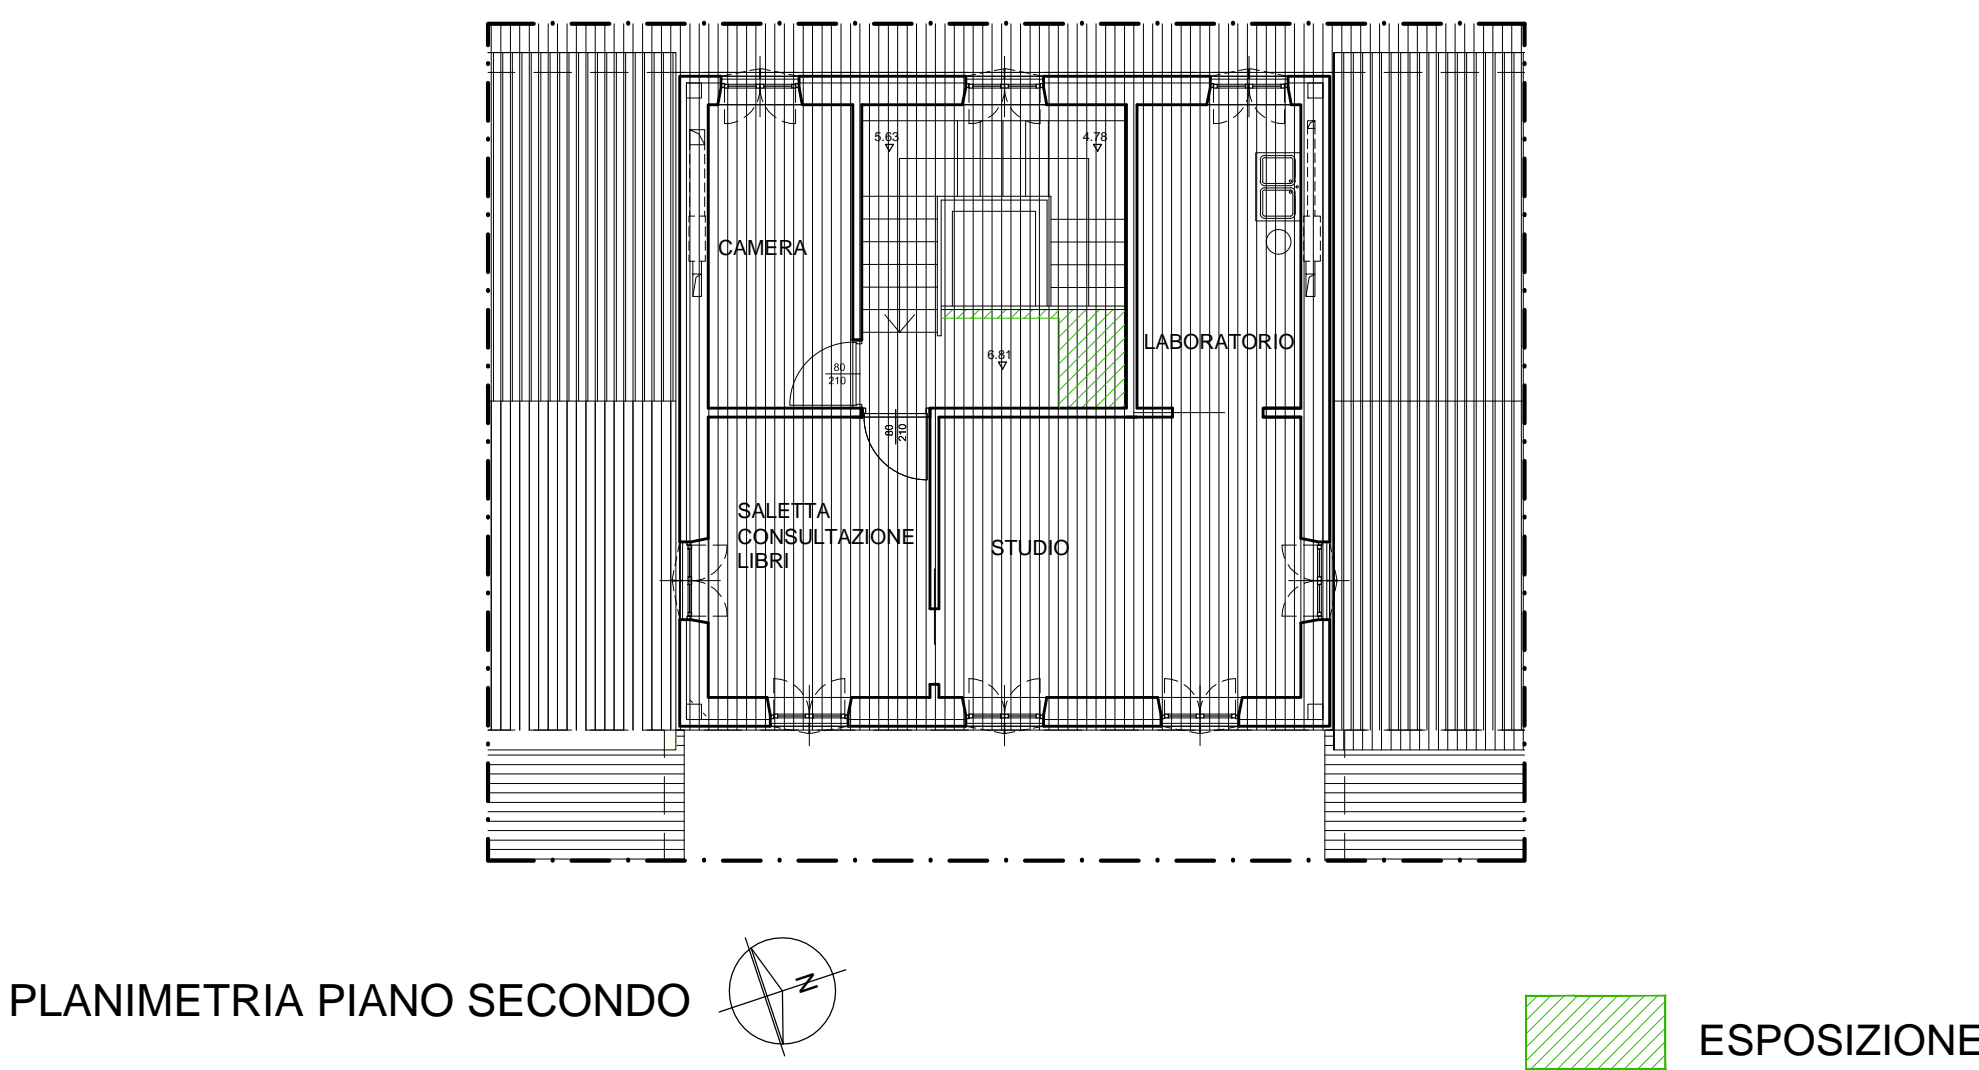 5.63
4.78
CAMERA
LABORATORIO
6.81
80
210
80
210
SALETTA
CONSULTAZIONE
LIBRI
STUDIO
N
PLANIMETRIA PIANO SECONDO
ESPOSIZIONE